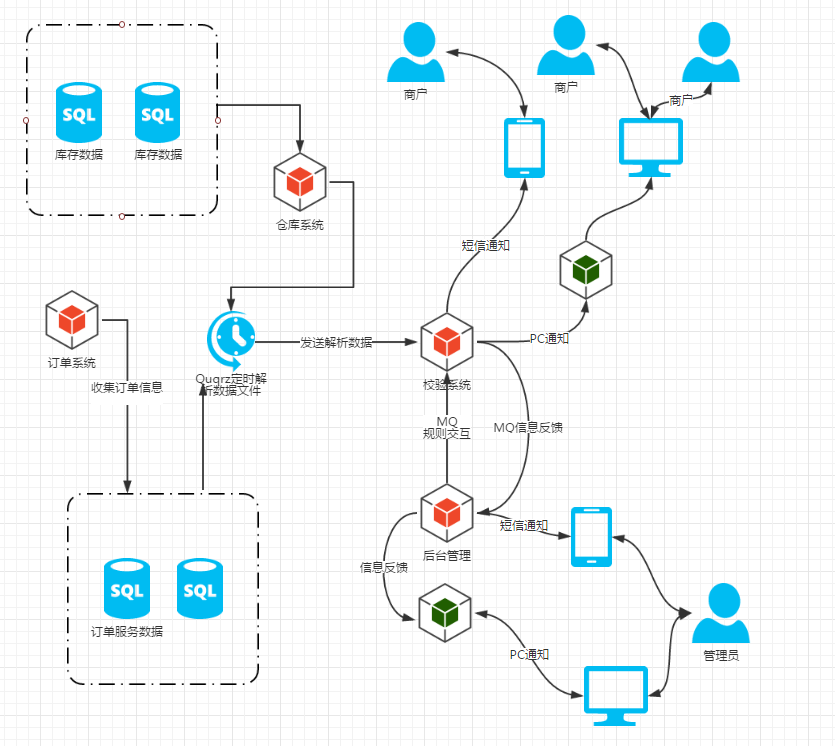 商户
商户
商户
SQL
SQL
库存数据
库存数据
仓库系统
短信通知
订单系统
收集订单信息
Quqrz定时解
析数据文件
发送解析数据
PC通知
校验系统
MQ
规则交互
MQ信息反馈
后台管理
短信通知
信息反馈
SQL
SQL
订单服务数据
PC通知
管理员